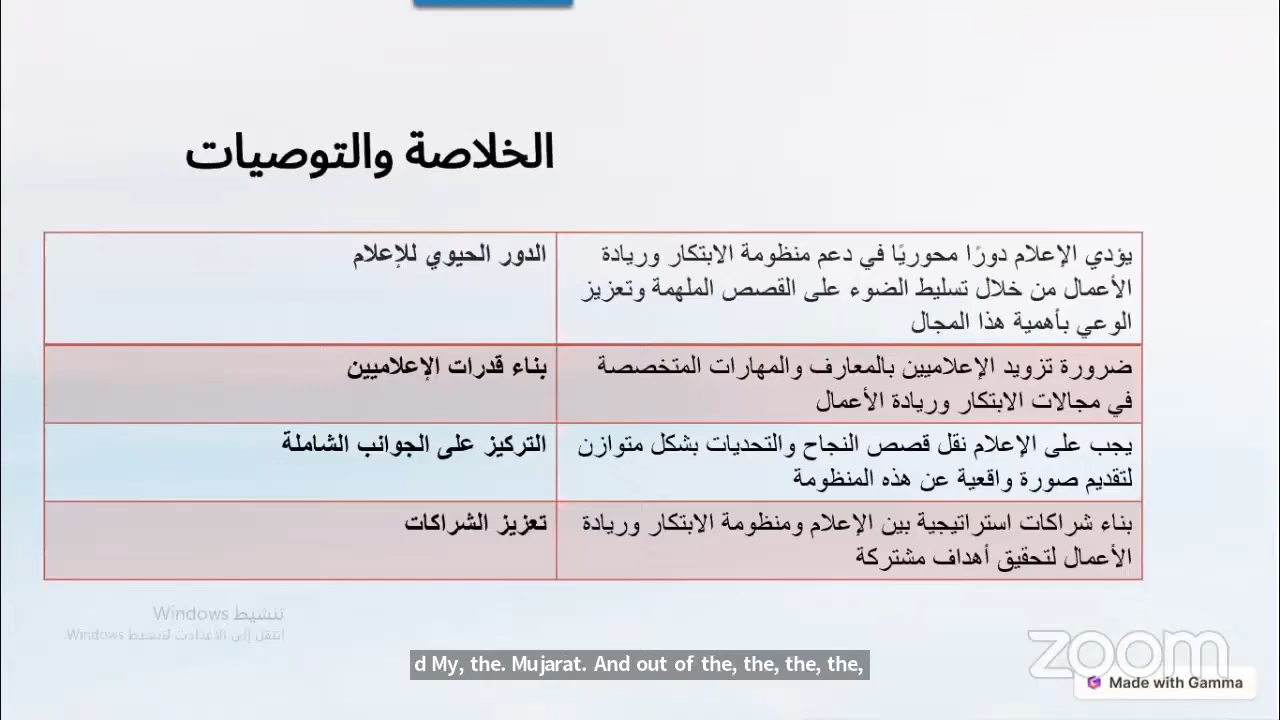 الخلاصة والتوصيات
يؤدي الإعلام دورًا محوريًا في دعم منظومة الابتكار وريادة
الأعمال من خلال تسليط الضوء على القصص الملهمة وتعزيز
الوعي بأهمية هذا المجال
الدور الحيوي للإعلام
ضرورة تزويد الإعلاميين بالمعارف والمهارات المتخصصة
في مجالات الابتكار وريادة الأعمال
بناء قدرات الإعلاميين
يجب على الإعلام نقل قصص النجاح والتحديات بشكل متوازن
لتقديم صورة واقعية عن هذه المنظومة
التركيز على الجوانب الشاملة
بناء شراكات استراتيجية بين الإعلام ومنظومة الابتكار وريادة
الأعمال لتحقيق أهداف مشتركة
تعزيز الشراكات
تنشيط Windows
انتقل إلى الإعدادات لتنشيط Windows.
zoom
Made with Gamma
d My, the. Mujarat. And out of the, the, the, the,